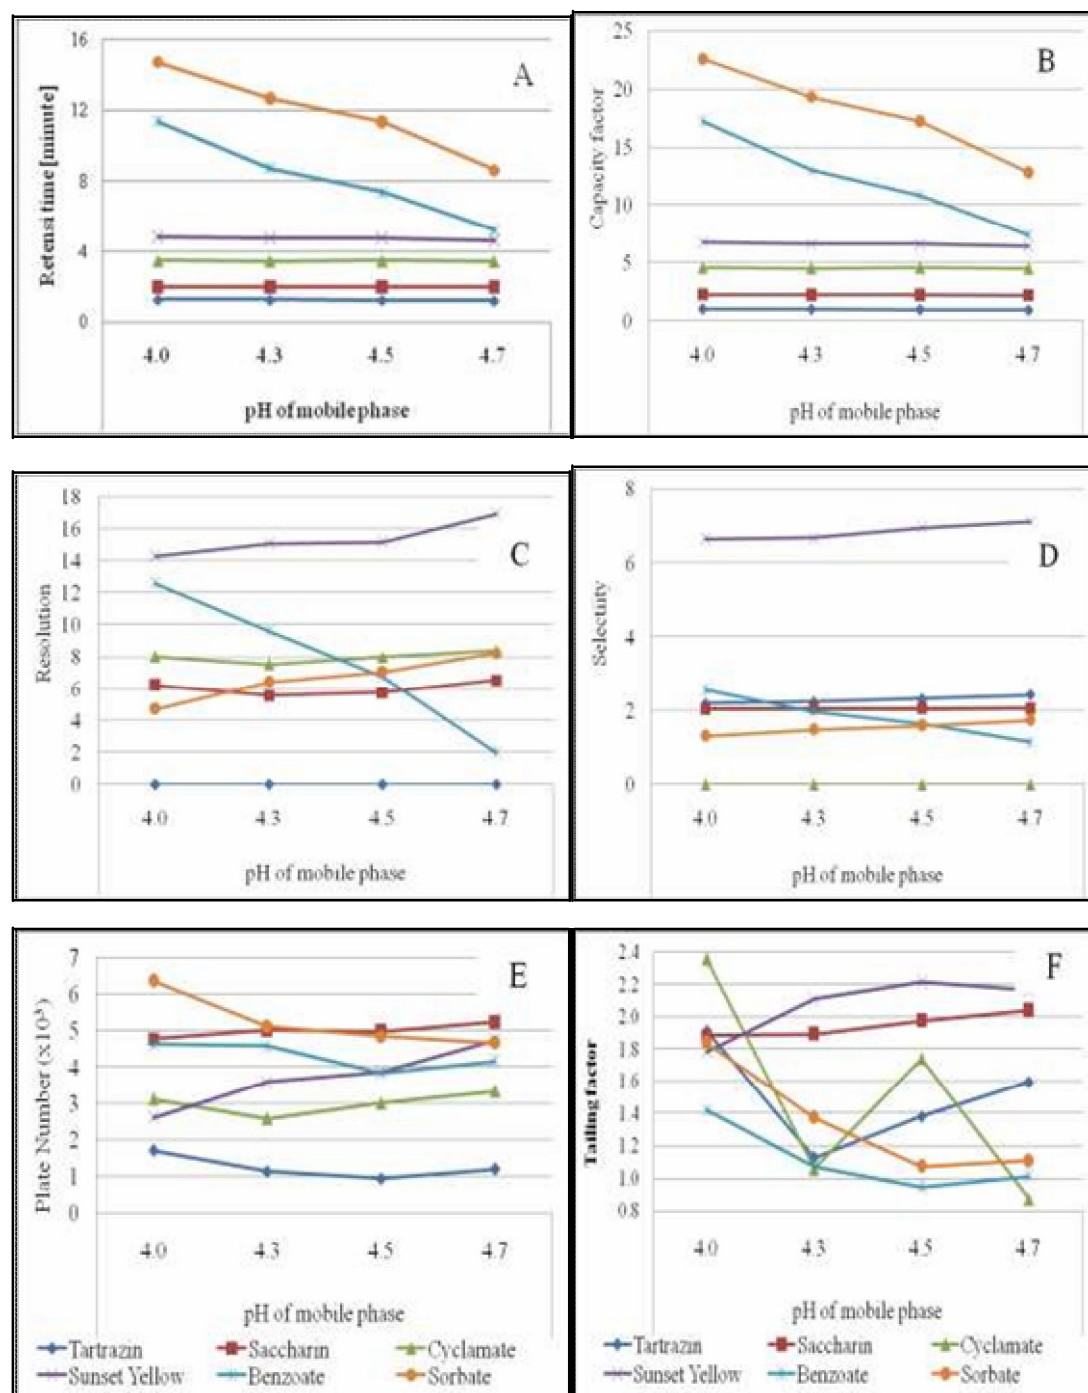 16
12
8
4
0
Retensi time [minute]
A
4.0 4.3 4.5 4.7
pH of mobile phase
25
20
15
10
5
0
Capacity factor
B
4.0 4.3 4.5 4.7
pH of mobile phase
18
16
14
12
10
8
6
4
2
0
Resolution
C
4.0 4.3 4.5 4.7
pH of mobile phase
8
6
4
2
0
Selectuity
D
4.0 4.3 4.5 4.7
pH of mobile phase
7
6
5
4
3
2
1
0
Plate Number (x10³)
E
4.0 4.3 4.5 4.7
pH of mobile phase
Tartrazin Saccharin Cyclamate
Sunset Yellow Benzoate Sorbate
2.4
2.2
2.0
1.8
1.6
1.4
1.2
1.0
0.8
Tailing factor
F
4.0 4.3 4.5 4.7
pH of mobile phase
Tartrazin Saccharin Cyclamate
Sunset Yellow Benzoate Sorbate